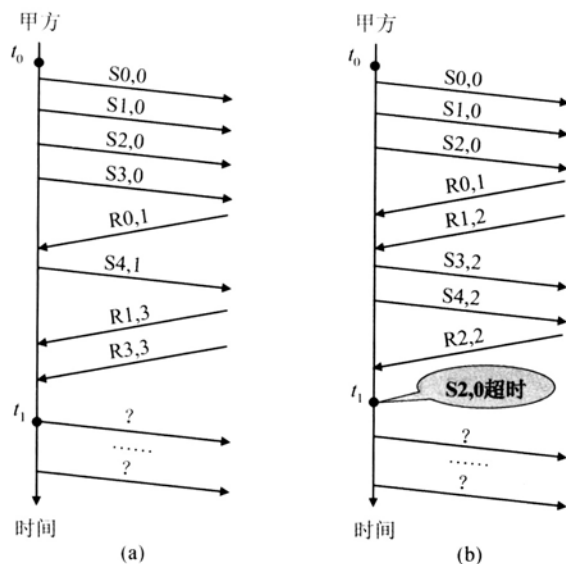 甲方
t0
S0,0
S1,0
S2,0
S3,0
R0,1
S4,1
R1,3
R3,3
t1
?
……
?
时间
(a)
甲方
t0
S0,0
S1,0
S2,0
R0,1
R1,2
S3,2
S4,2
R2,2
S2,0超时
t1
?
……
?
时间
(b)